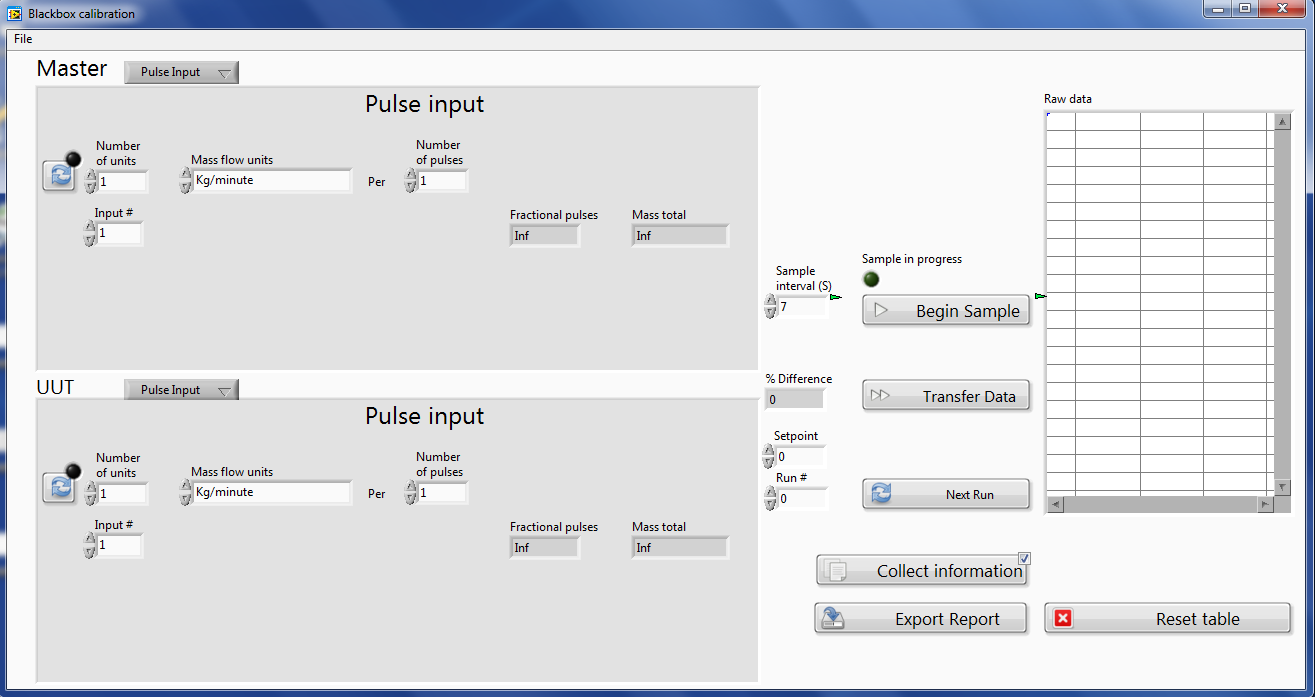 Blackbox calibration
File
Master
Pulse Input
Pulse input
Number
of units
1
Mass flow units
Kg/minute
Per
Number
of pulses
1
Input #
1
Fractional pulses
Inf
Mass total
Inf
UUT
Pulse Input
Pulse input
Number
of units
1
Mass flow units
Kg/minute
Per
Number
of pulses
1
Input #
1
Fractional pulses
Inf
Mass total
Inf
Sample
interval (S)
7
Sample in progress
Begin Sample
% Difference
0
Transfer Data
Setpoint
0
Run #
0
Next Run
Collect information
Export Report
Raw data
Reset table